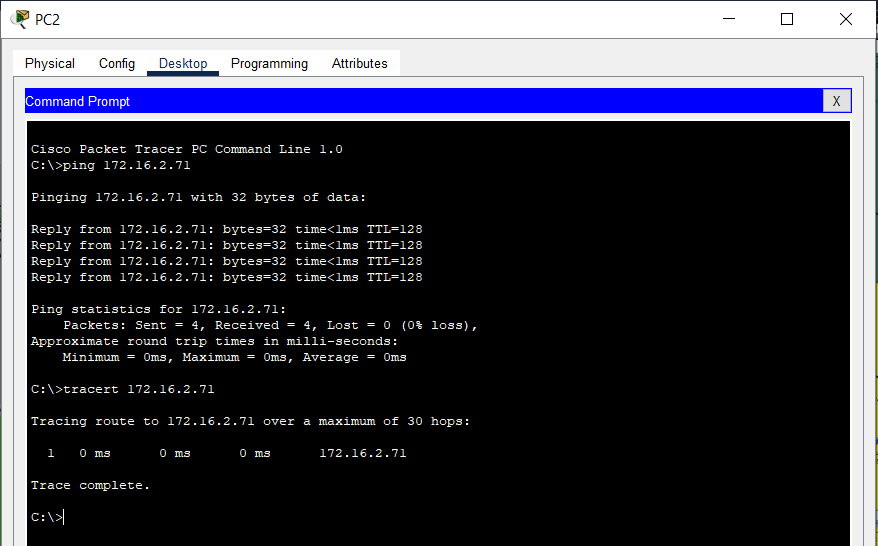 PC2
Physical Config Desktop Programming Attributes
Command Prompt
X
Cisco Packet Tracer PC Command Line 1.0
C:\>ping 172.16.2.71
Pinging 172.16.2.71 with 32 bytes of data:
Reply from 172.16.2.71: bytes=32 time<1ms TTL=128
Reply from 172.16.2.71: bytes=32 time<1ms TTL=128
Reply from 172.16.2.71: bytes=32 time<1ms TTL=128
Reply from 172.16.2.71: bytes=32 time<1ms TTL=128
Ping statistics for 172.16.2.71:
Packets: Sent = 4, Received = 4, Lost = 0 (0% loss),
Approximate round trip times in milli-seconds:
Minimum = 0ms, Maximum = 0ms, Average = 0ms
C:\>tracert 172.16.2.71
Tracing route to 172.16.2.71 over a maximum of 30 hops:
1 0 ms 0 ms 0 ms 172.16.2.71
Trace complete.
C:\>